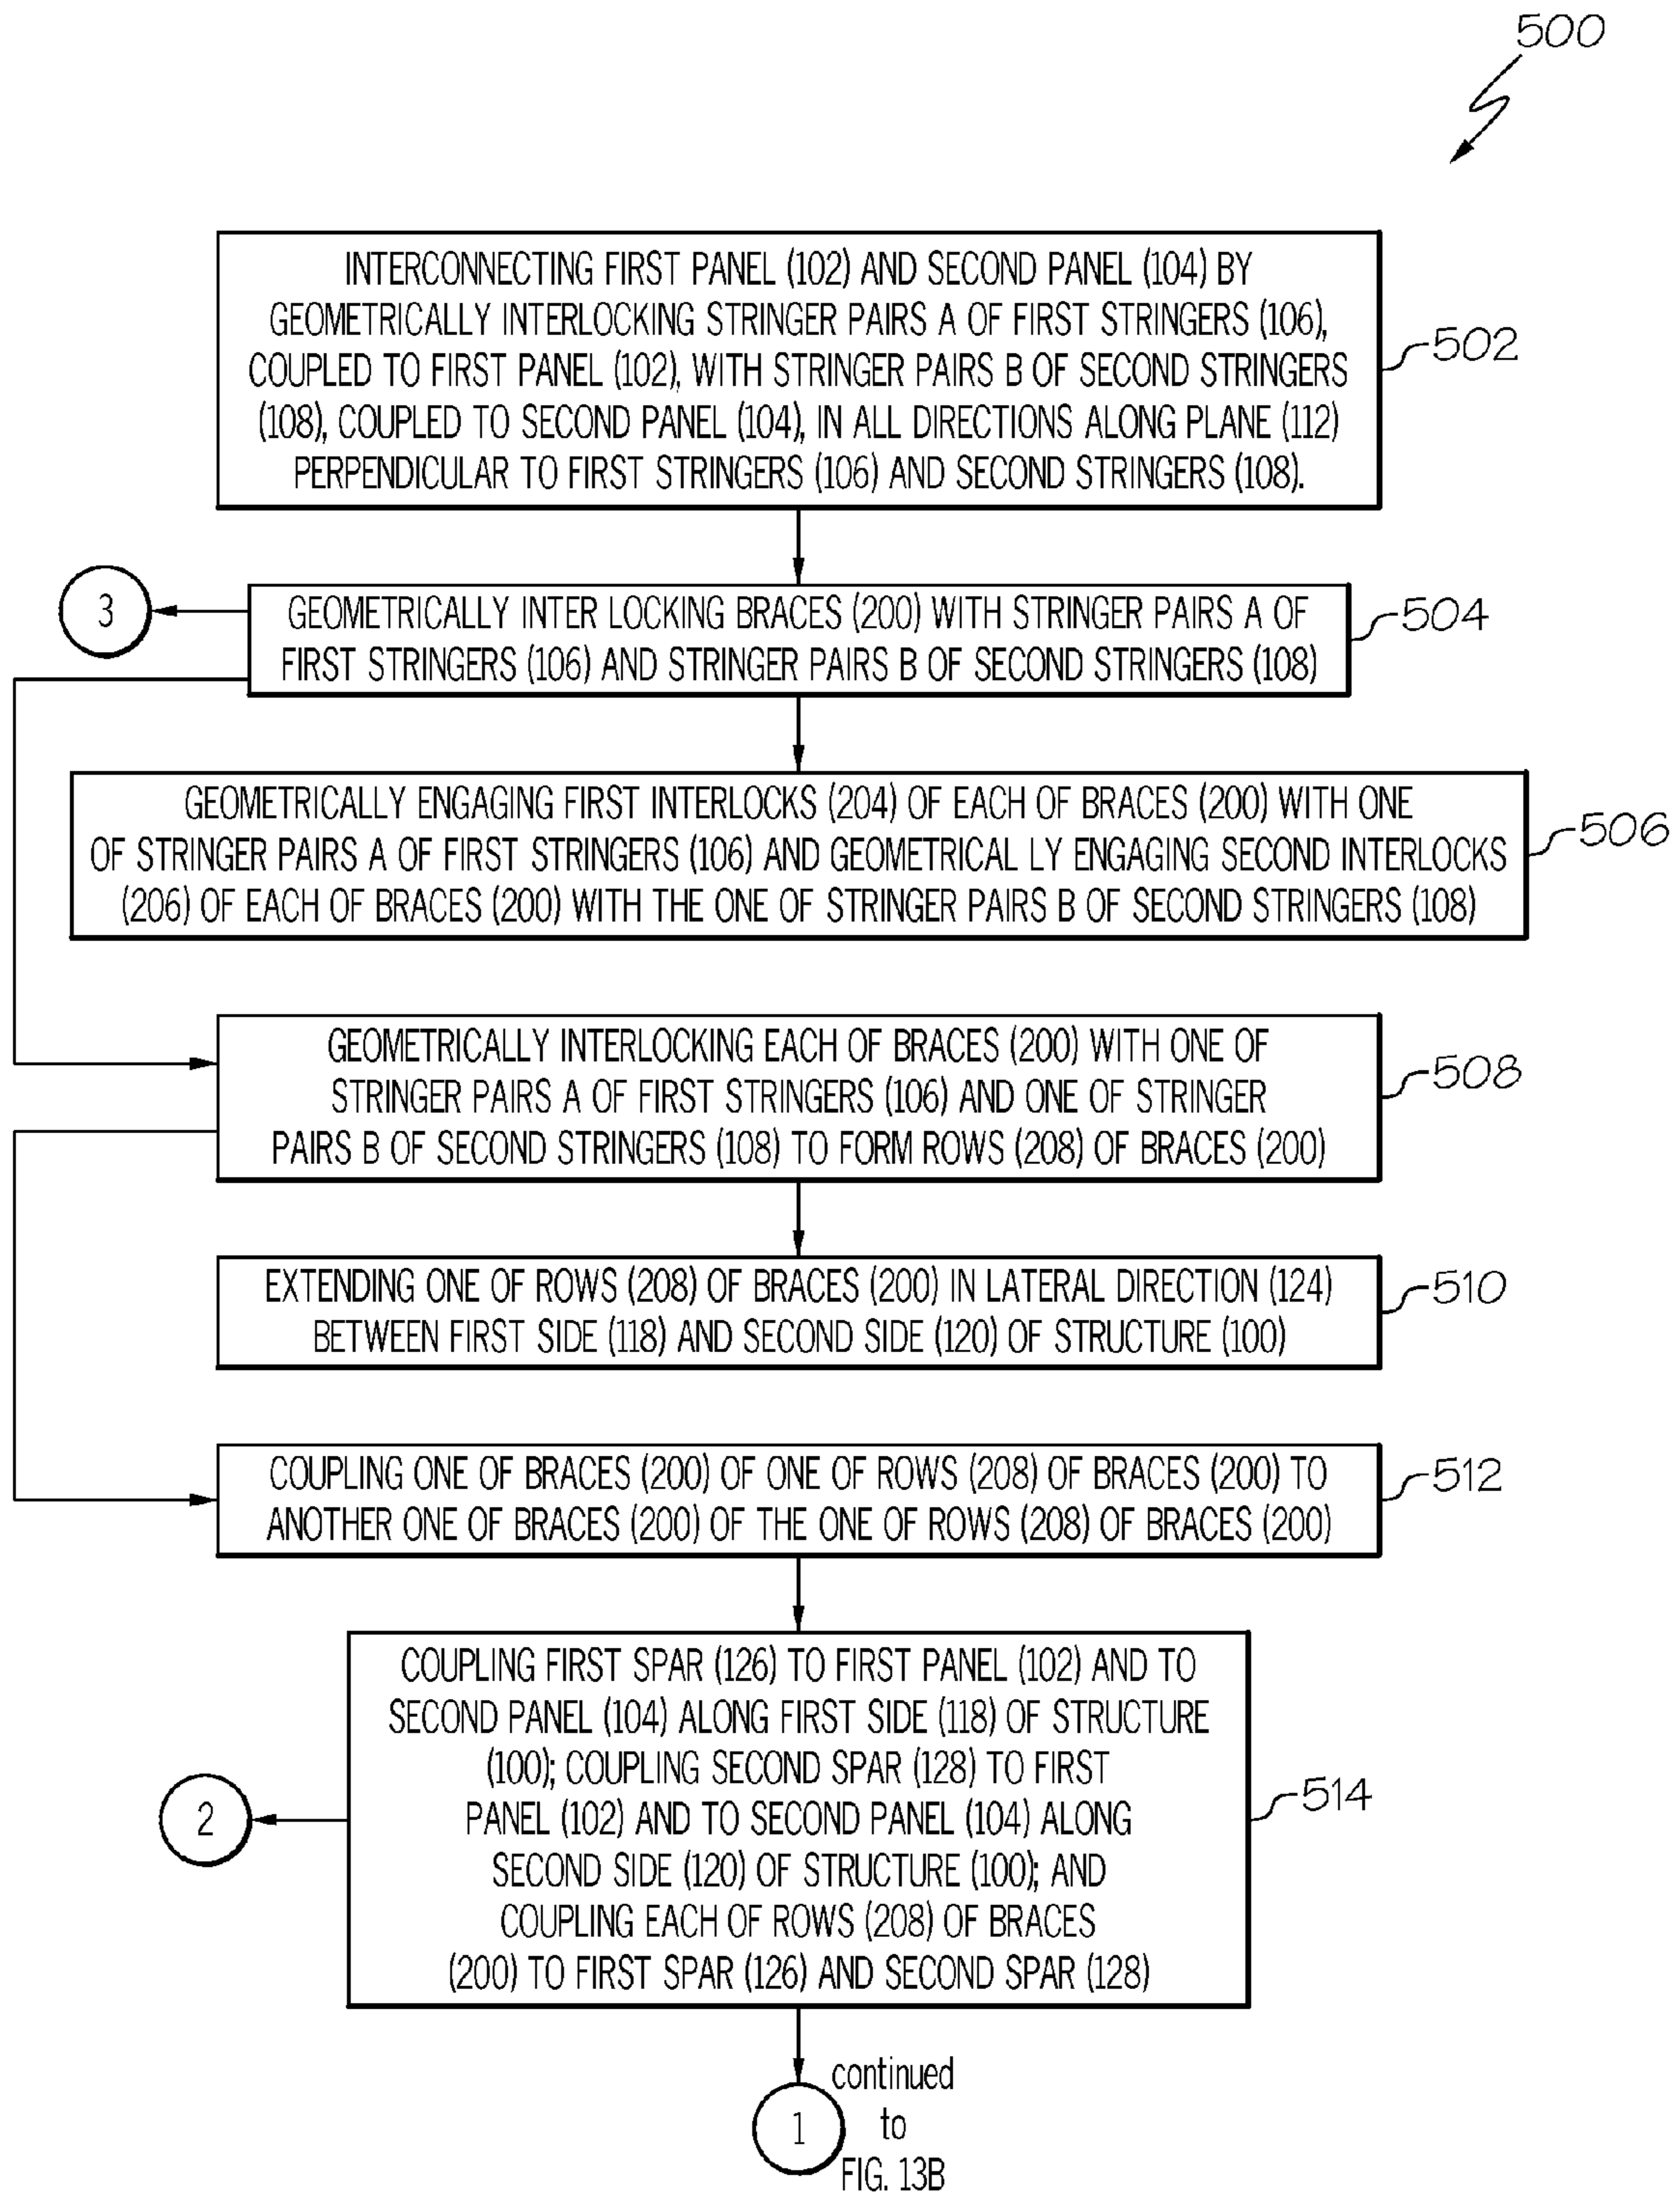 500
INTERCONNECTING FIRST PANEL (102) AND SECOND PANEL (104) BY
GEOMETRICALLY INTERLOCKING STRINGER PAIRS A OF FIRST STRINGERS (106),
COUPLED TO FIRST PANEL (102), WITH STRINGER PAIRS B OF SECOND STRINGERS
(108), COUPLED TO SECOND PANEL (104), IN ALL DIRECTIONS ALONG PLANE (112)
PERPENDICULAR TO FIRST STRINGERS (106) AND SECOND STRINGERS (108).
502
3
GEOMETRICALLY INTER LOCKING BRACES (200) WITH STRINGER PAIRS A OF
FIRST STRINGERS (106) AND STRINGER PAIRS B OF SECOND STRINGERS (108)
504
GEOMETRICALLY ENGAGING FIRST INTERLOCKS (204) OF EACH OF BRACES (200) WITH ONE
OF STRINGER PAIRS A OF FIRST STRINGERS (106) AND GEOMETRICAL LY ENGAGING SECOND INTERLOCKS
(206) OF EACH OF BRACES (200) WITH THE ONE OF STRINGER PAIRS B OF SECOND STRINGERS (108)
506
GEOMETRICALLY INTERLOCKING EACH OF BRACES (200) WITH ONE OF
STRINGER PAIRS A OF FIRST STRINGERS (106) AND ONE OF STRINGER
PAIRS B OF SECOND STRINGERS (108) TO FORM ROWS (208) OF BRACES (200)
508
EXTENDING ONE OF ROWS (208) OF BRACES (200) IN LATERAL DIRECTION (124)
BETWEEN FIRST SIDE (118) AND SECOND SIDE (120) OF STRUCTURE (100)
510
COUPLING ONE OF BRACES (200) OF ONE OF ROWS (208) OF BRACES (200) TO
ANOTHER ONE OF BRACES (200) OF THE ONE OF ROWS (208) OF BRACES (200)
512
COUPLING FIRST SPAR (126) TO FIRST PANEL (102) AND TO
SECOND PANEL (104) ALONG FIRST SIDE (118) OF STRUCTURE
(100); COUPLING SECOND SPAR (128) TO FIRST
PANEL (102) AND TO SECOND PANEL (104) ALONG
SECOND SIDE (120) OF STRUCTURE (100); AND
COUPLING EACH OF ROWS (208) OF BRACES
(200) TO FIRST SPAR (126) AND SECOND SPAR (128)
514
2
1
continued
to
FIG. 13B